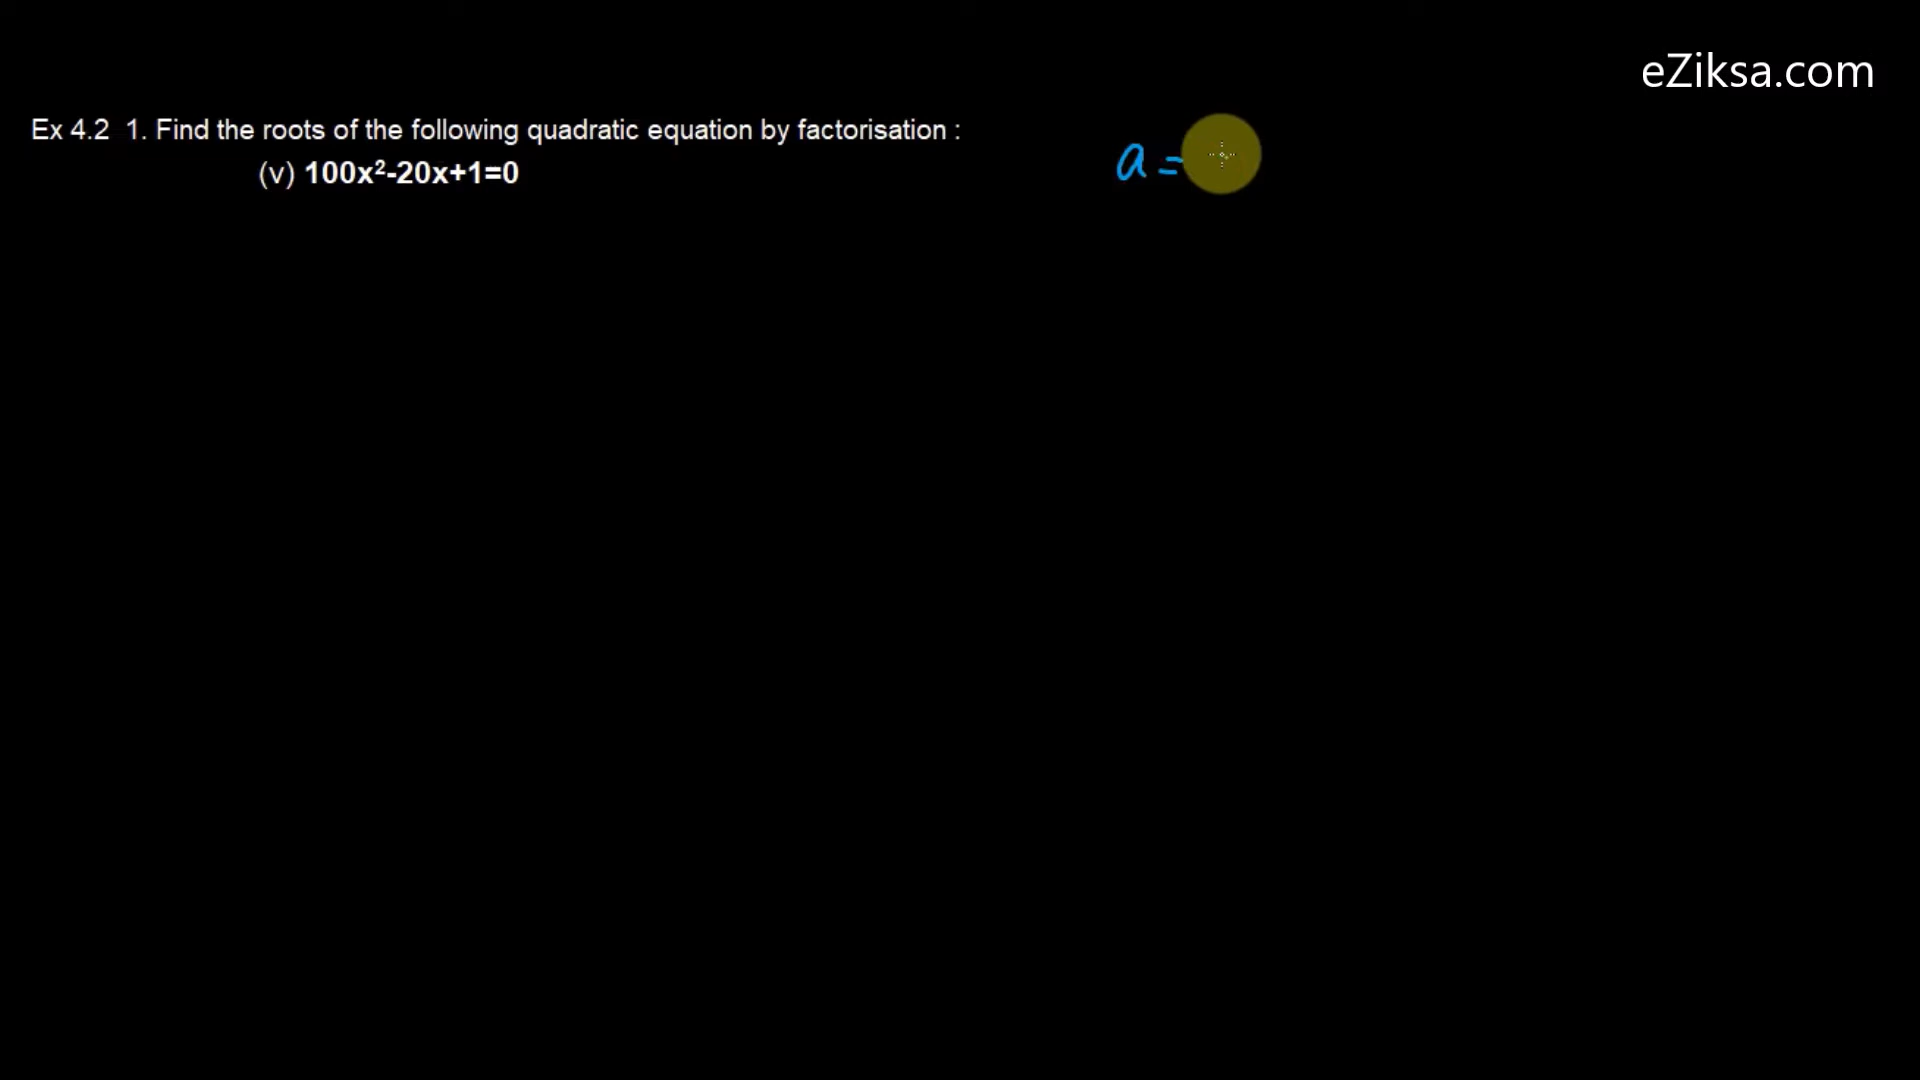 eZiksa.com
Ex 4.2 1. Find the roots of the following quadratic equation by factorisation :
a =
(v) 100x²-20x+1=0